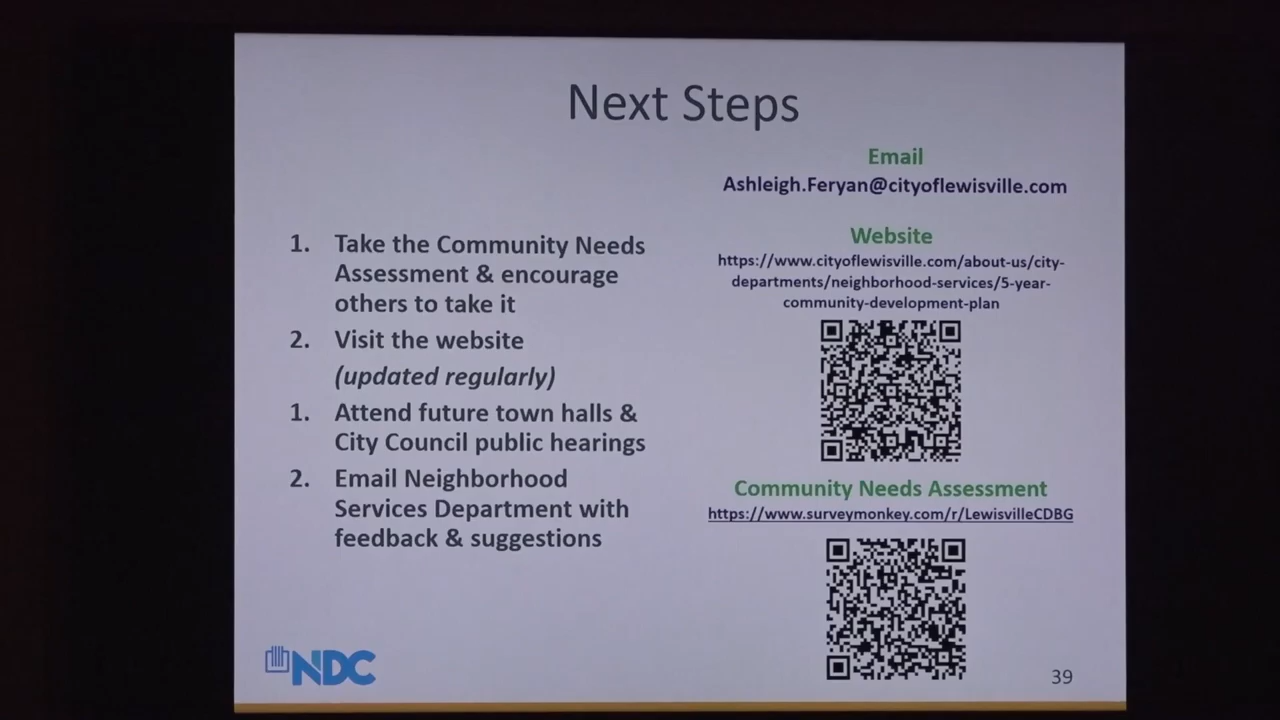 Next Steps
1. Take the Community Needs
Assessment & encourage
others to take it
2. Visit the website
(updated regularly)
1. Attend future town halls &
City Council public hearings
2. Email Neighborhood
Services Department with
feedback & suggestions
Email
Ashleigh.Feryan@cityoflewisville.com
Website
https://www.cityoflewisville.com/about-us/city-
departments/neighborhood-services/5-year-
community-development-plan
Community Needs Assessment
https://www.surveymonkey.com/r/LewisvilleCDBG
NDC
39